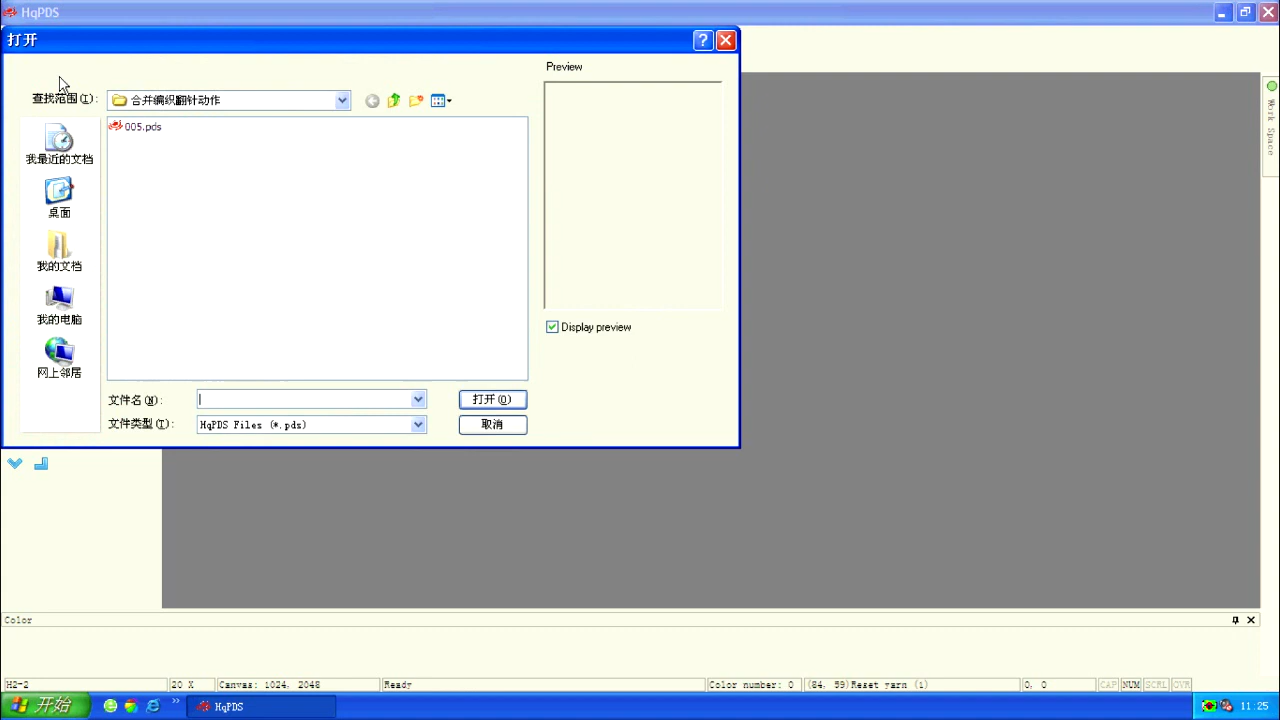 HqPDS
打开
Preview
查找范围(I):
合并编织翻针动作
005.pds
我最近的文档
桌面
我的文档
我的电脑
网上邻居
Display preview
文件名(N):
打开(O)
文件类型(T):
HqPDS Files (*.pds)
取消
Work Space
Color
H2-2
20 X
Canvas: 1024, 2048
Ready
Color number: 0
(84, 59)Reset yarn (1)
0, 0
CAP
NUM
SCRL
OVR
开始
HqPDS
11:25